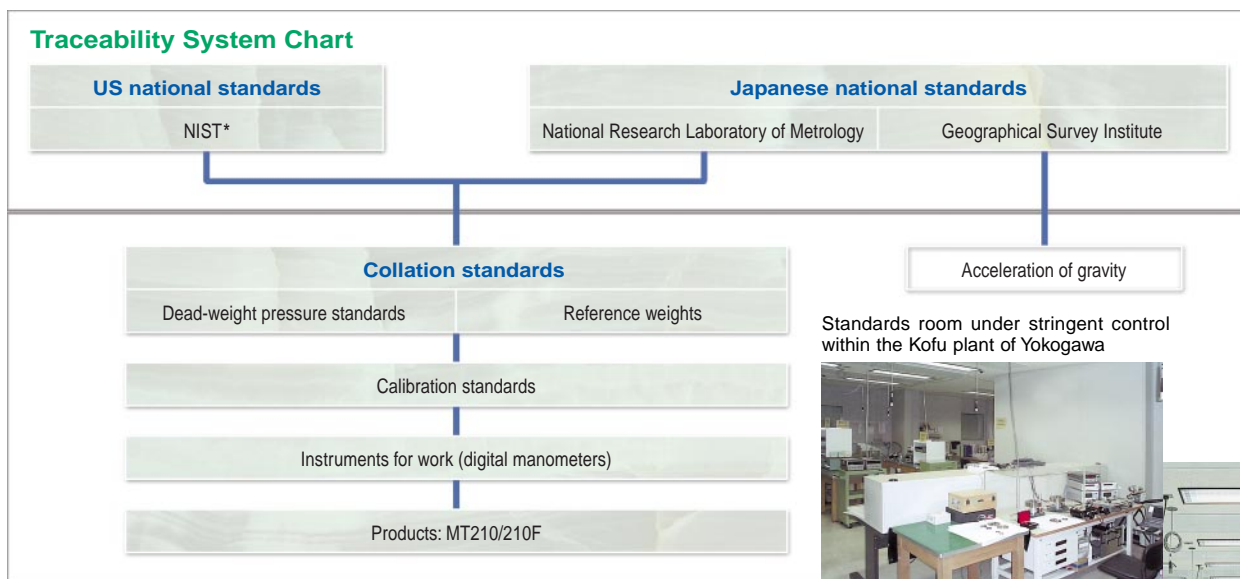 Traceability System Chart
US national standards
NIST*
Japanese national standards
National Research Laboratory of Metrology
Geographical Survey Institute
Collation standards
Dead-weight pressure standards
Reference weights
Calibration standards
Instruments for work (digital manometers)
Products: MT210/210F
Acceleration of gravity
Standards room under stringent control
within the Kofu plant of Yokogawa